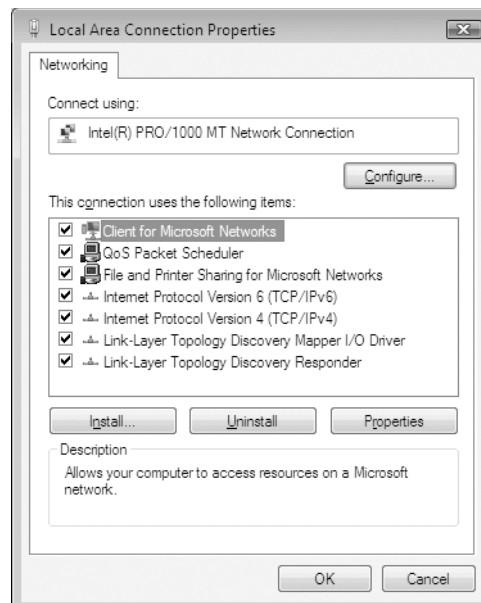 Local Area Connection Properties
Networking
Connect using:
Intel(R) PRO/1000 MT Network Connection
Configure...
This connection uses the following items:
Client for Microsoft Networks
QoS Packet Scheduler
File and Printer Sharing for Microsoft Networks
Internet Protocol Version 6 (TCP/IPv6)
Internet Protocol Version 4 (TCP/IPv4)
Link-Layer Topology Discovery Mapper I/O Driver
Link-Layer Topology Discovery Responder
Install... Uninstall Properties
Description
Allows your computer to access resources on a Microsoft
network.
OK Cancel